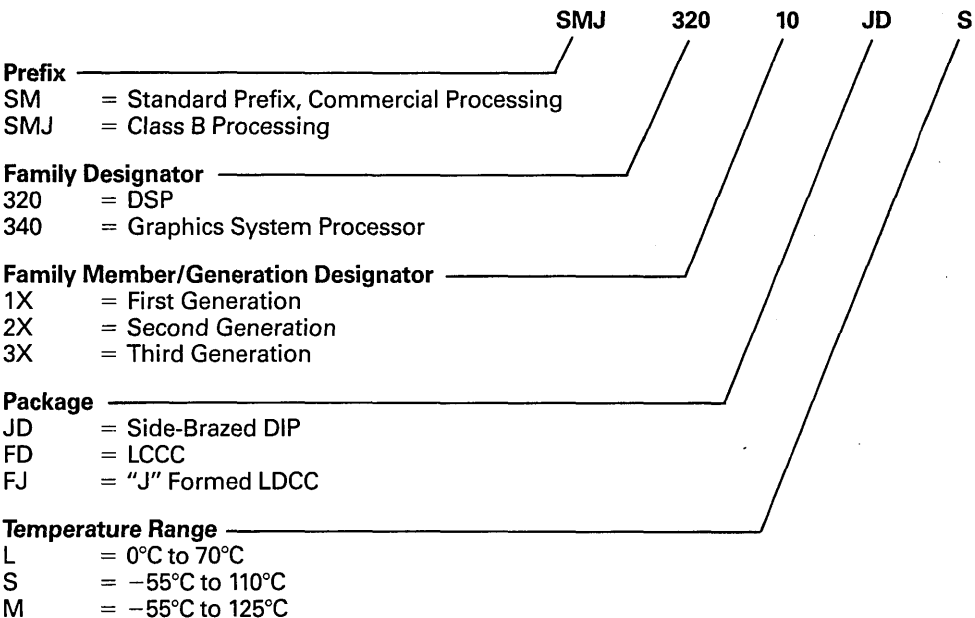 SMJ 320 10 JD S
Prefix
SM = Standard Prefix, Commercial Processing
SMJ = Class B Processing
Family Designator
320 = DSP
340 = Graphics System Processor
Family Member/Generation Designator
1X = First Generation
2X = Second Generation
3X = Third Generation
Package
JD = Side-Brazed DIP
FD = LCCC
FJ = “J” Formed LDCC
Temperature Range
L = 0°C to 70°C
S = −55°C to 110°C
M = −55°C to 125°C